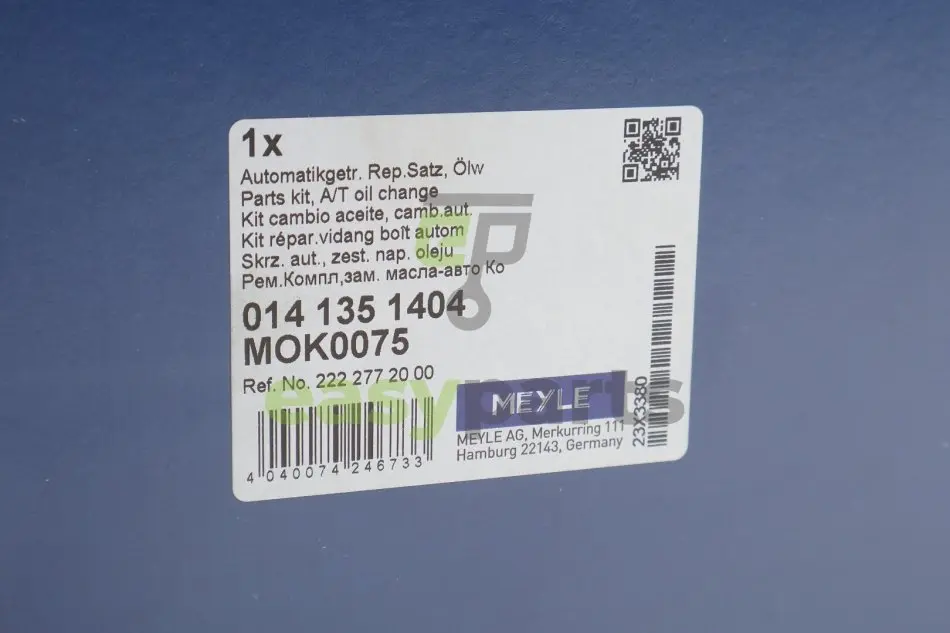 1x
Automatikgetr. Rep.Satz, Ölw
Parts kit, A/T oil change
Kit cambio aceite, camb.aut.
Kit répar.vidang boît autom
Skrz. aut., zest. nap. oleju
Рем.Компл,зам. масла-авто Ко
014 135 1404
MOK0075
Ref. No. 222 277 20 00
4 040074 246733
MEYLE
MEYLE AG, Merkurring 111
Hamburg 22143, Germany
23X3380
eP
easyparts